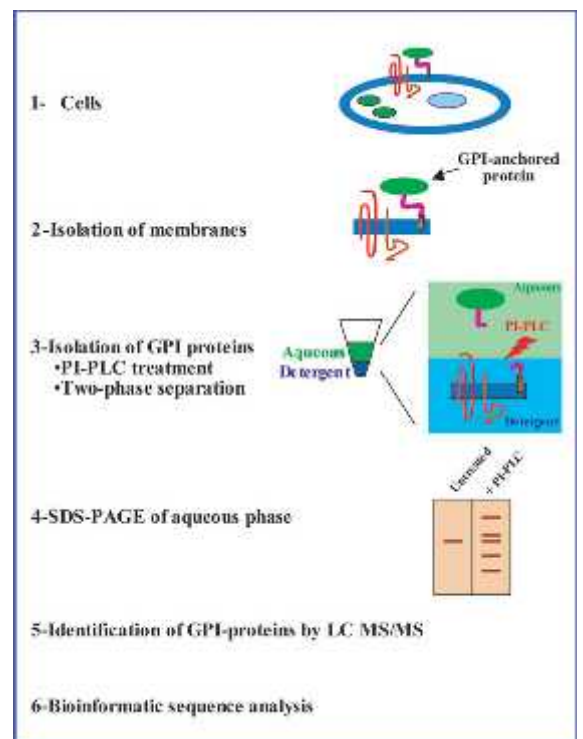 1- Cells
GPI-anchored
protein
2-Isolation of membranes
3-Isolation of GPI proteins
•PI-PLC treatment
•Two-phase separation
Aqueous
Detergent
Aqueous
PI-PLC
Detergent
Untreated
+ PI-PLC
4-SDS-PAGE of aqueous phase
5-Identification of GPI-proteins by LC MS/MS
6-Bioinformatic sequence analysis